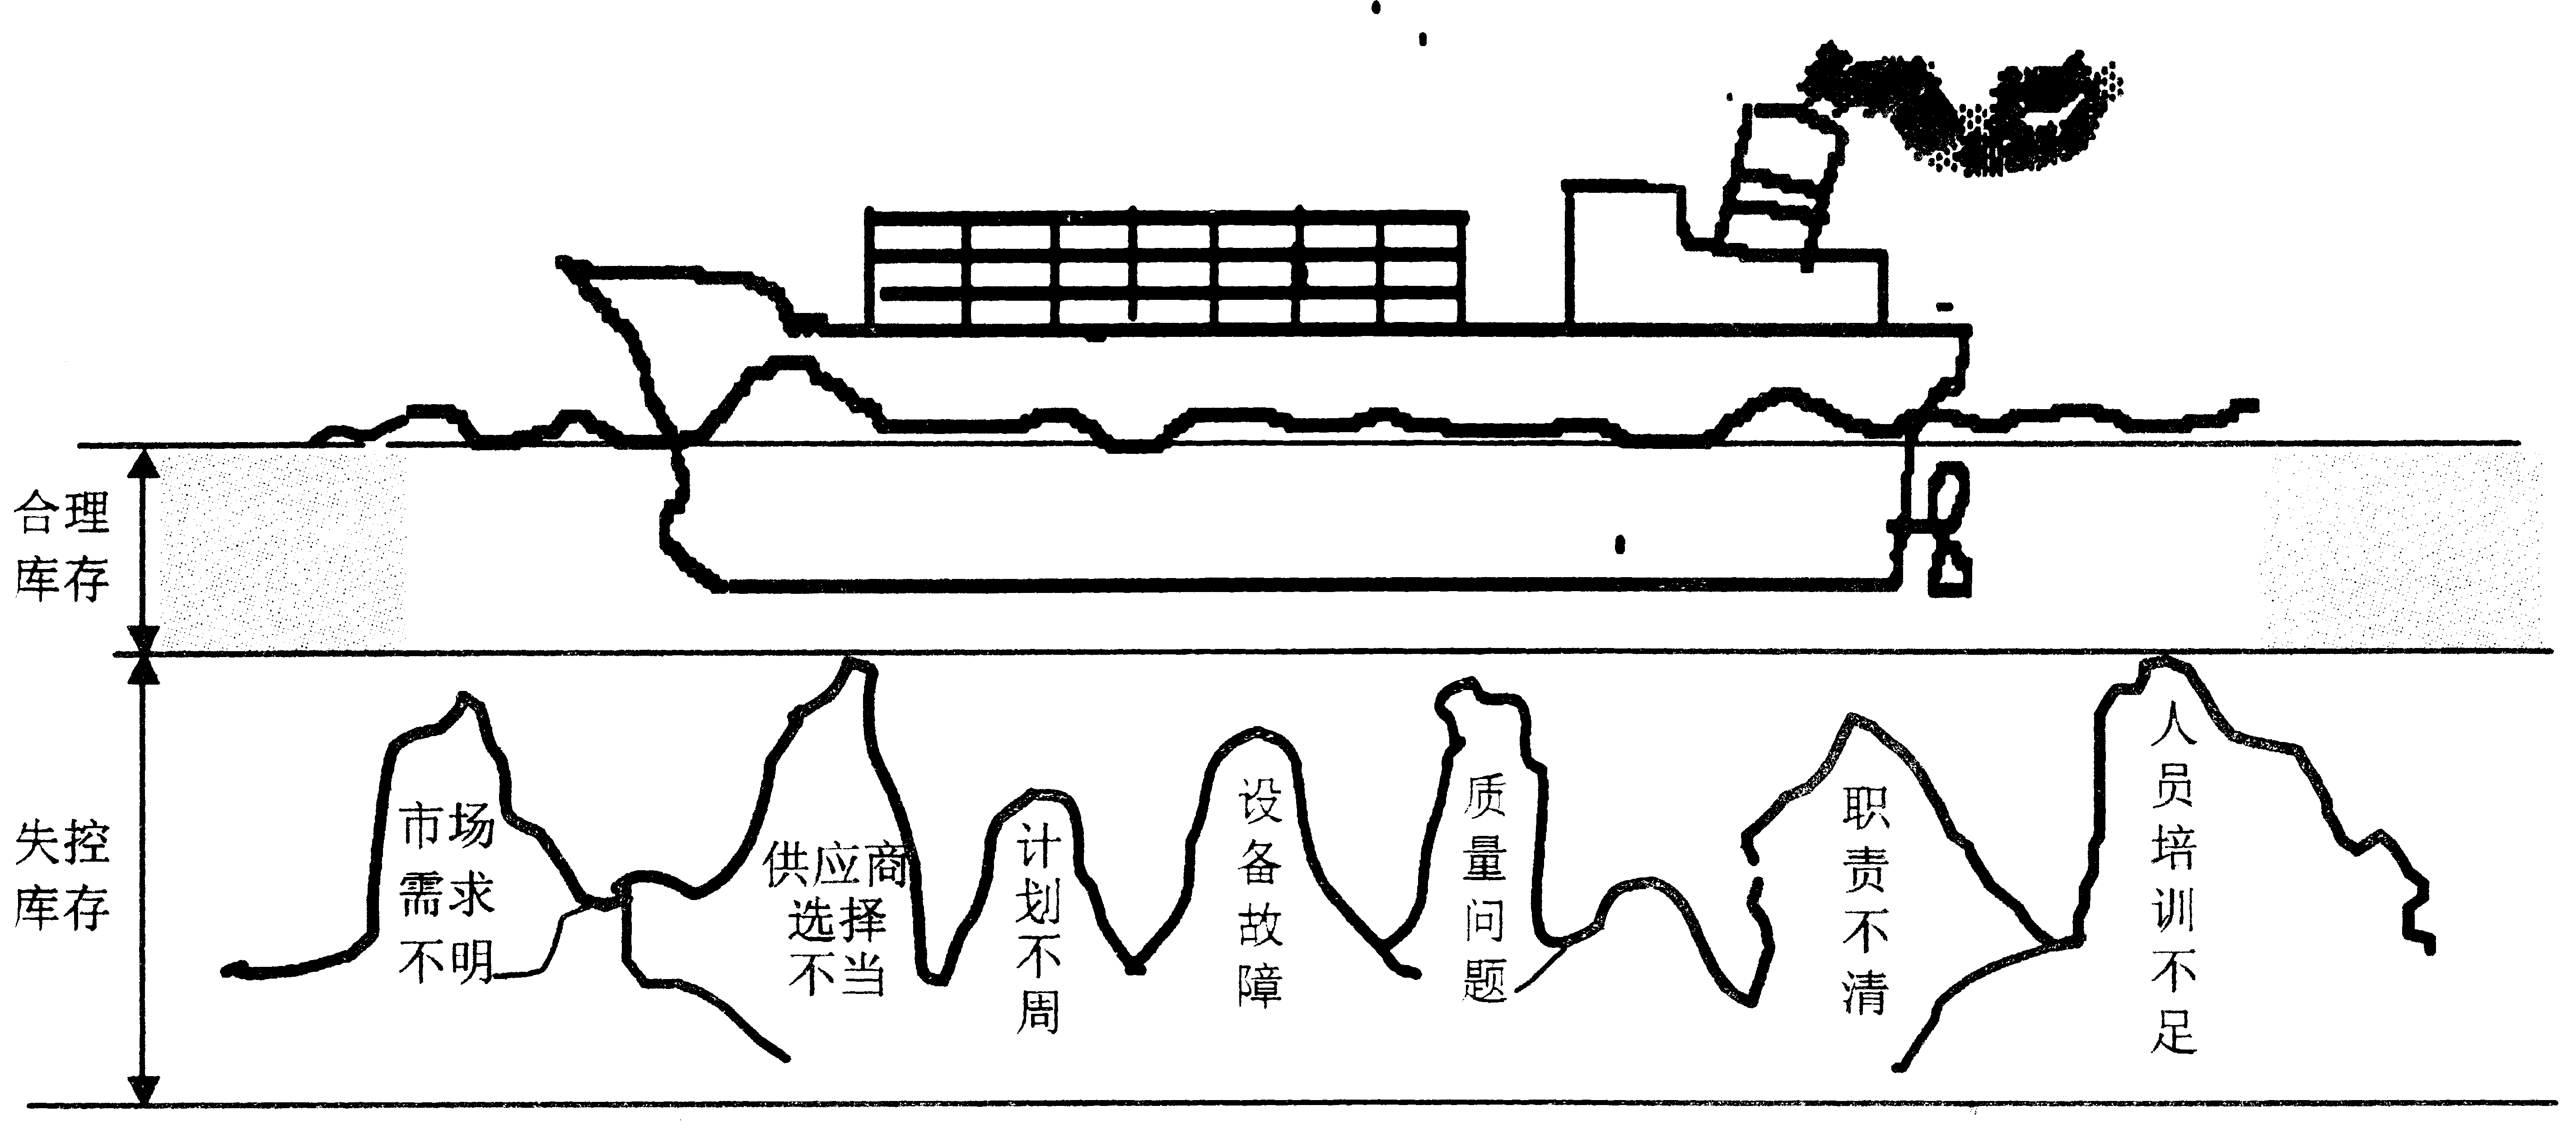 合理
库存
失控
库存
市场
需求
不明
供应商
选择
不当
计划不周
设备故障
质量问题
职责不清
人员培训不足